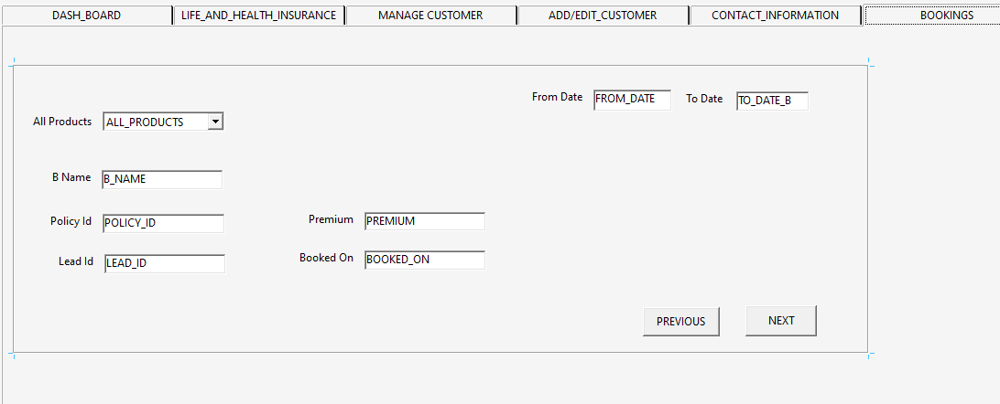 DASH_BOARD LIFE_AND_HEALTH_INSURANCE MANAGE CUSTOMER ADD/EDIT_CUSTOMER CONTACT_INFORMATION BOOKINGS
From Date FROM_DATE To Date TO_DATE_B
All Products ALL_PRODUCTS
B Name B_NAME
Policy Id POLICY_ID Premium PREMIUM
Lead Id LEAD_ID Booked On BOOKED_ON
PREVIOUS NEXT